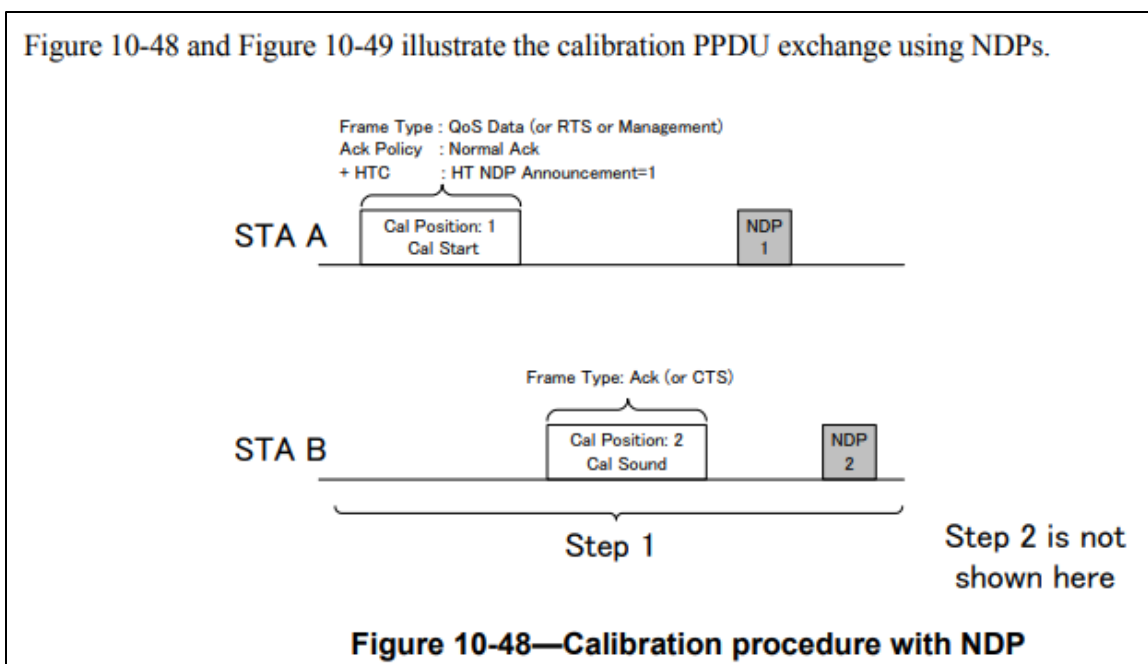 Figure 10-48 and Figure 10-49 illustrate the calibration PPDU exchange using NDPs.
Frame Type : QoS Data (or RTS or Management)
Ack Policy : Normal Ack
+ HTC : HT NDP Announcement=1
STA A
Cal Position: 1
Cal Start
NDP
1
Frame Type: Ack (or CTS)
STA B
Cal Position: 2
Cal Sound
NDP
2
Step 1
Step 2 is not
shown here
Figure 10-48—Calibration procedure with NDP